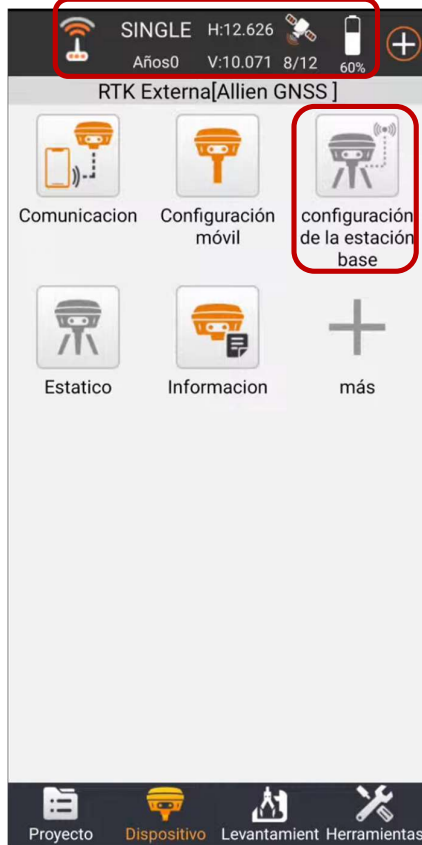 SINGLE H:12.626
Años0 V:10.071 8/12 60%
RTK Externa[Allien GNSS ]
Comunicacion
Configuración
móvil
configuración
de la estación
base
Estatico
Informacion
más
Proyecto
Dispositivo
Levantamient
Herramientas